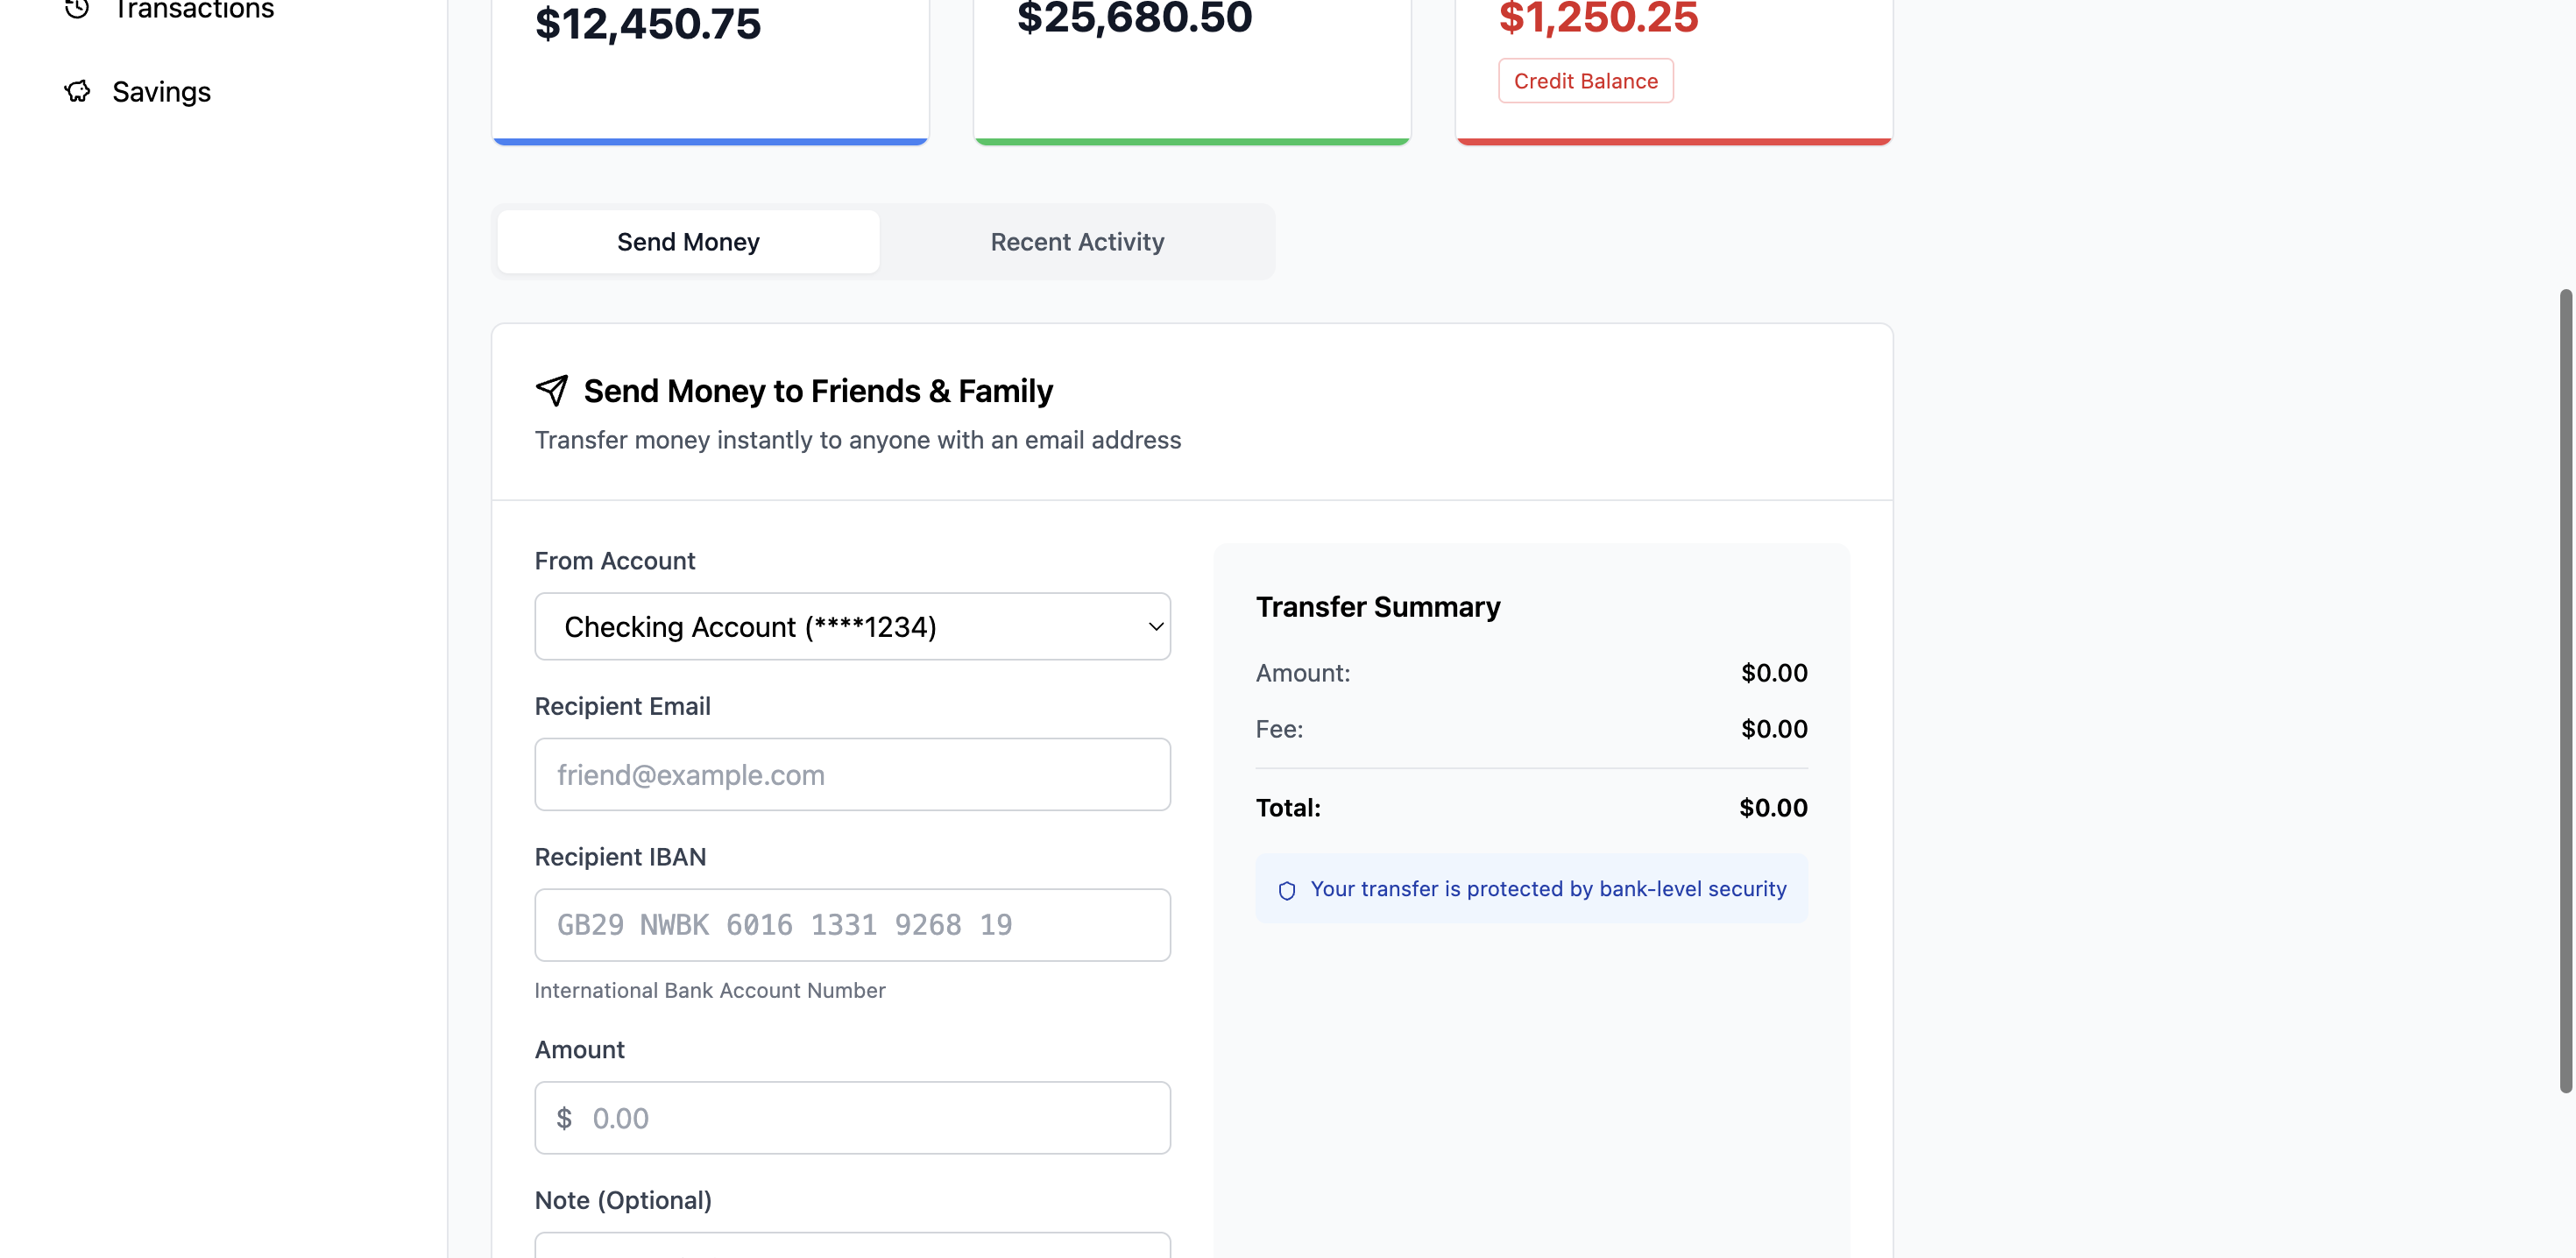 Transactions
Savings
$12,450.75
$25,680.50
$1,250.25
Credit Balance
Send Money
Recent Activity
Send Money to Friends & Family
Transfer money instantly to anyone with an email address
From Account
Checking Account (****1234)
Recipient Email
friend@example.com
Recipient IBAN
GB29 NWBK 6016 1331 9268 19
International Bank Account Number
Amount
$ 0.00
Note (Optional)
Transfer Summary
Amount: $0.00
Fee: $0.00
Total: $0.00
Your transfer is protected by bank-level security